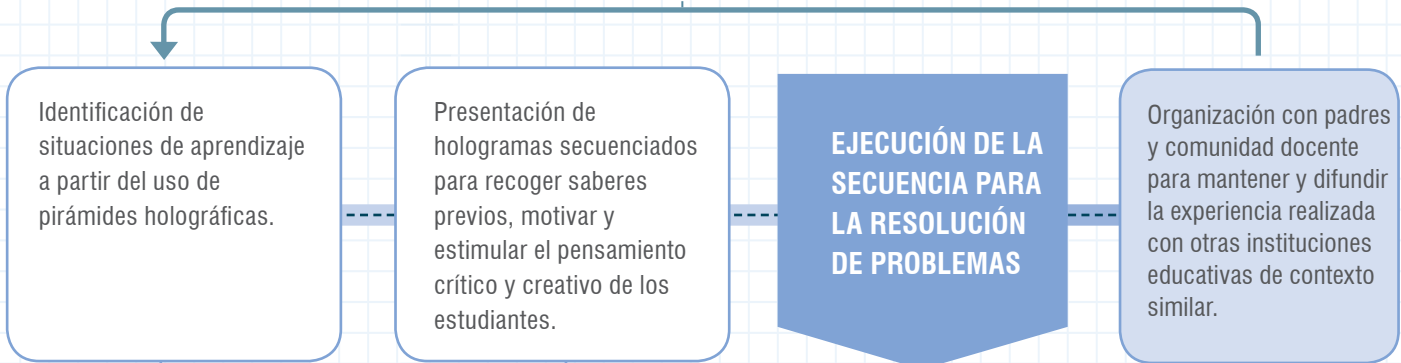 Identificación de
situaciones de aprendizaje
a partir del uso de
pirámides holográficas.
Presentación de
hologramas secuenciados
para recoger saberes
previos, motivar y
estimular el pensamiento
crítico y creativo de los
estudiantes.
EJECUCIÓN DE LA
SECUENCIA PARA
LA RESOLUCIÓN
DE PROBLEMAS
Organización con padres
y comunidad docente
para mantener y difundir
la experiencia realizada
con otras instituciones
educativas de contexto
similar.